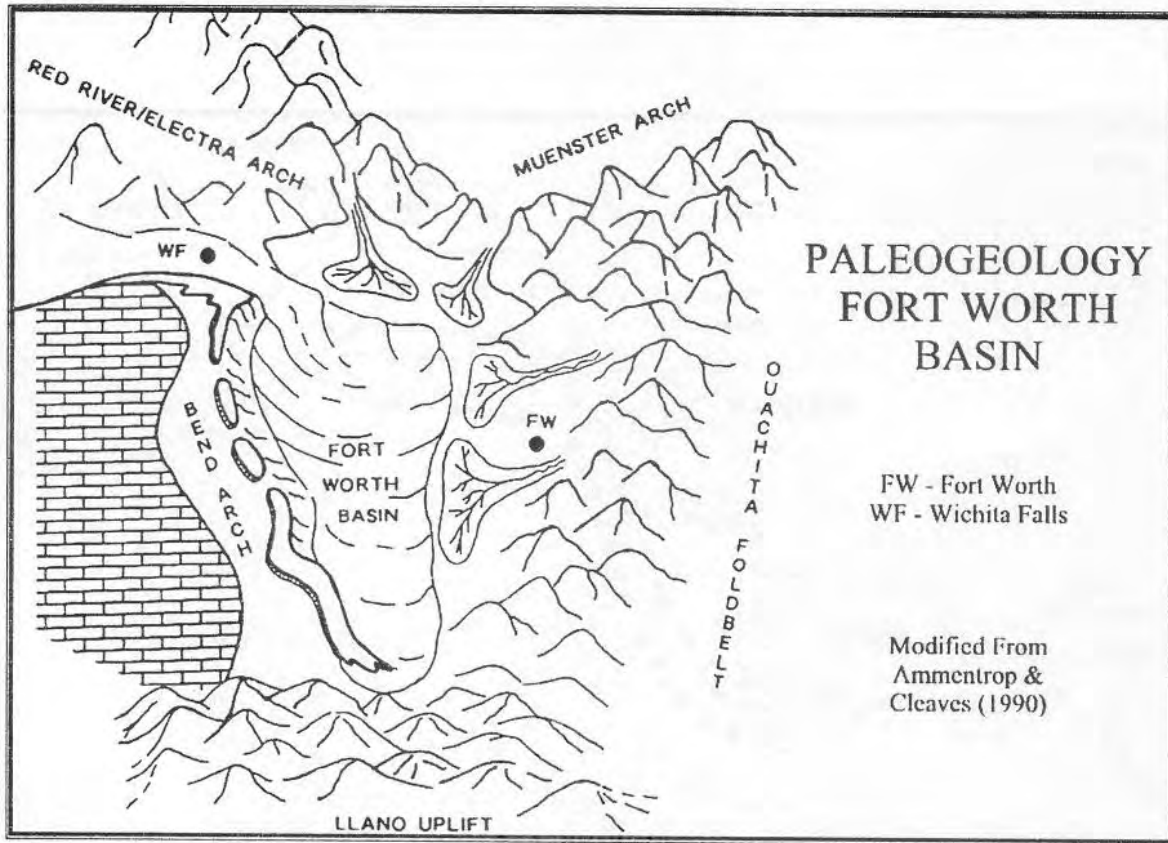 RED RIVER/ELECTRA ARCH
MUENSTER ARCH
WF
PALEOGEOLOGY
FORT WORTH
BASIN
BEND ARCH
FORT
WORTH
BASIN
FW
OUACHITA FOLDBELT
FW - Fort Worth
WF - Wichita Falls
Modified From
Ammentrop &
Cleaves (1990)
LLANO UPLIFT